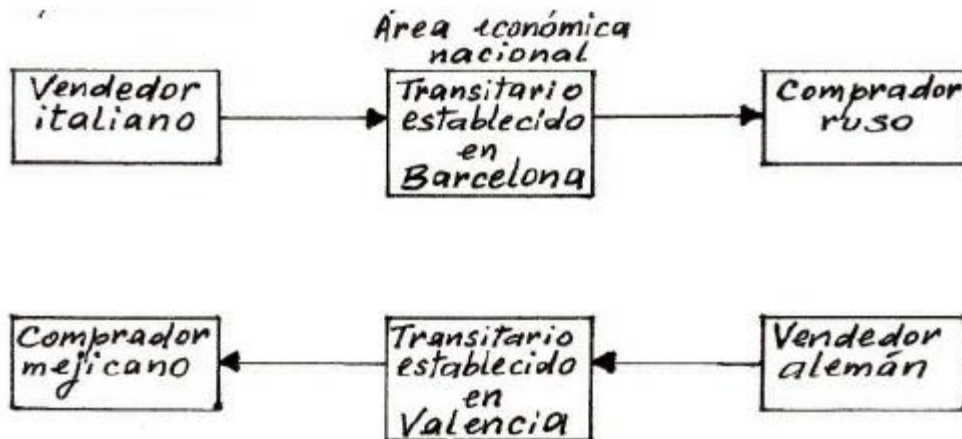 Área económica
nacional
Vendedor
italiano
Transitario
establecido
en
Barcelona
Comprador
ruso
Comprador
mejicano
Transitario
establecido
en
Valencia
Vendedor
alemán